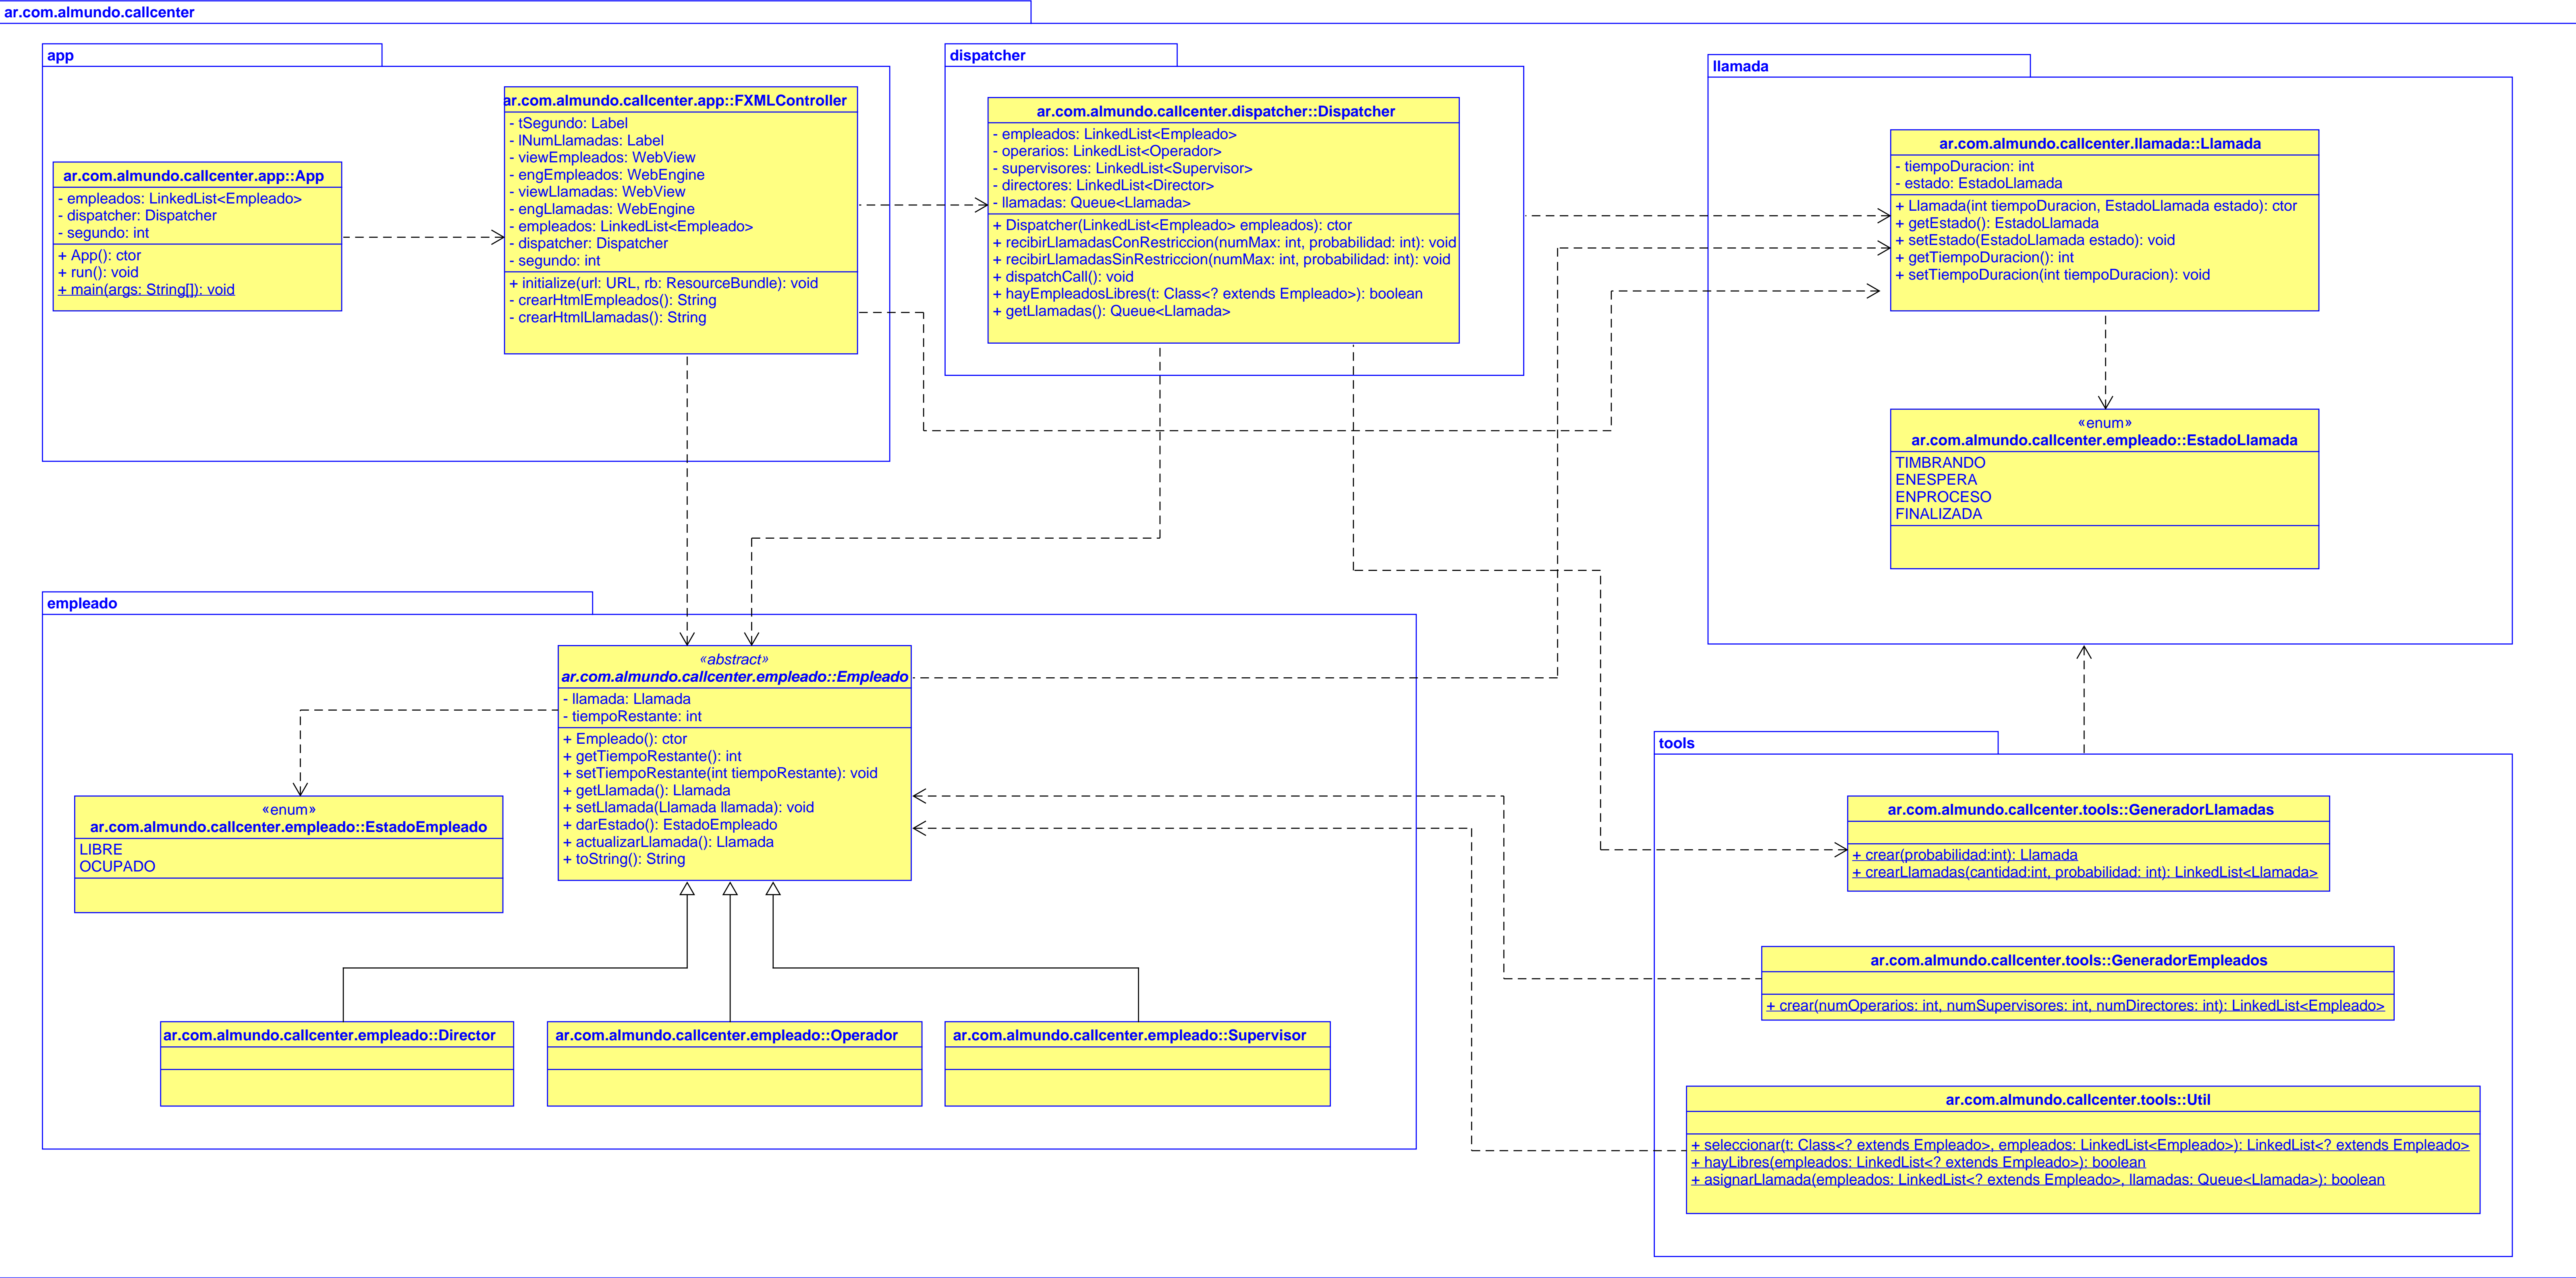 ar.com.almundo.callcenter
app
ar.com.almundo.callcenter.app::App
- empleados: LinkedList<Empleado>
- dispatcher: Dispatcher
- segundo: int
+ App(): ctor
+ run(): void
+ main(args: String[]): void
ar.com.almundo.callcenter.app::FXMLController
- tSegundo: Label
- lNumLlamadas: Label
- viewEmpleados: WebView
- engEmpleados: WebEngine
- viewLlamadas: WebView
- engLlamadas: WebEngine
- empleados: LinkedList<Empleado>
- dispatcher: Dispatcher
- segundo: int
+ initialize(url: URL, rb: ResourceBundle): void
- crearHtmlEmpleados(): String
- crearHtmlLlamadas(): String
dispatcher
ar.com.almundo.callcenter.dispatcher::Dispatcher
- empleados: LinkedList<Empleado>
- operarios: LinkedList<Operador>
- supervisores: LinkedList<Supervisor>
- directores: LinkedList<Director>
- llamadas: Queue<Llamada>
+ Dispatcher(LinkedList<Empleado> empleados): ctor
+ recibirLlamadasConRestriccion(numMax: int, probabilidad: int): void
+ recibirLlamadasSinRestriccion(numMax: int, probabilidad: int): void
+ dispatchCall(): void
+ hayEmpleadosLibres(t: Class<? extends Empleado>): boolean
+ getLlamadas(): Queue<Llamada>
llamada
ar.com.almundo.callcenter.llamada::Llamada
- tiempoDuracion: int
- estado: EstadoLlamada
+ Llamada(int tiempoDuracion, EstadoLlamada estado): ctor
+ getEstado(): EstadoLlamada
+ setEstado(EstadoLlamada estado): void
+ getTiempoDuracion(): int
+ setTiempoDuracion(int tiempoDuracion): void
«enum»
ar.com.almundo.callcenter.empleado::EstadoLlamada
TIMBRANDO
ENESPERA
ENPROCESO
FINALIZADA
empleado
«abstract»
ar.com.almundo.callcenter.empleado::Empleado
- llamada: Llamada
- tiempoRestante: int
+ Empleado(): ctor
+ getTiempoRestante(): int
+ setTiempoRestante(int tiempoRestante): void
+ getLlamada(): Llamada
+ setLlamada(Llamada llamada): void
+ darEstado(): EstadoEmpleado
+ actualizarLlamada(): Llamada
+ toString(): String
«enum»
ar.com.almundo.callcenter.empleado::EstadoEmpleado
LIBRE
OCUPADO
ar.com.almundo.callcenter.empleado::Director
ar.com.almundo.callcenter.empleado::Operador
ar.com.almundo.callcenter.empleado::Supervisor
tools
ar.com.almundo.callcenter.tools::GeneradorLlamadas
+ crear(probabilidad:int): Llamada
+ crearLlamadas(cantidad:int, probabilidad: int): LinkedList<Llamada>
ar.com.almundo.callcenter.tools::GeneradorEmpleados
+ crear(numOperarios: int, numSupervisores: int, numDirectores: int): LinkedList<Empleado>
ar.com.almundo.callcenter.tools::Util
+ seleccionar(t: Class<? extends Empleado>, empleados: LinkedList<Empleado>): LinkedList<? extends Empleado>
+ hayLibres(empleados: LinkedList<? extends Empleado>): boolean
+ asignarLlamada(empleados: LinkedList<? extends Empleado>, llamadas: Queue<Llamada>): boolean